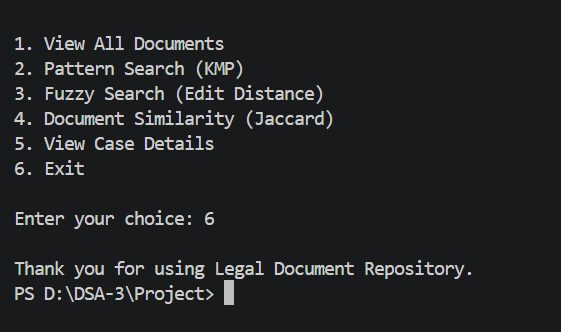 1. View All Documents
2. Pattern Search (KMP)
3. Fuzzy Search (Edit Distance)
4. Document Similarity (Jaccard)
5. View Case Details
6. Exit
Enter your choice: 6
Thank you for using Legal Document Repository.
PS D:\DSA-3\Project>